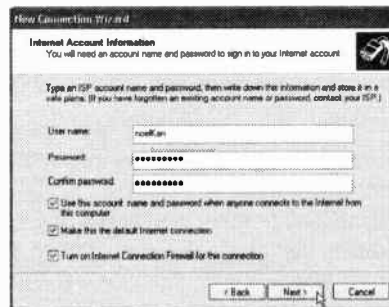 New Connection Wizard
Internet Account Information
You will need an account name and password to sign in to your Internet account
Type an ISP account name and password, then write down this information and store it in a
safe place. (If you have forgotten an existing account name or password, contact your ISP.)
User name:
noelKan
Password:
•••••••••
Confirm password:
•••••••••
Use this account name and password when anyone connects to the Internet from
this computer
Make this the default Internet connection
Turn on Internet Connection Firewall for this connection
< Back
Next >
Cancel